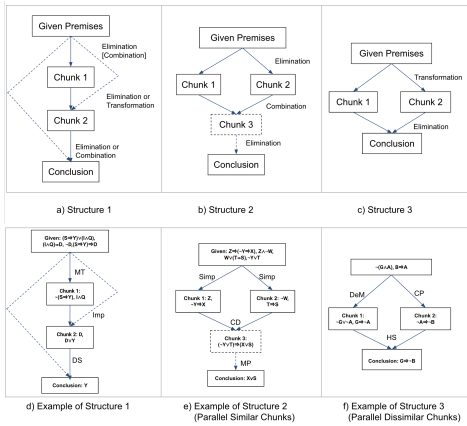 Given Premises
Elimination
[Combination]
Chunk 1
Elimination or
Transformation
Chunk 2
Elimination or
Combination
Conclusion
a) Structure 1
Given Premises
Elimination
Chunk 1
Chunk 2
Combination
Chunk 3
Elimination
Conclusion
b) Structure 2
Given Premises
Transformation
Chunk 1
Chunk 2
Elimination
Conclusion
c) Structure 3
Given: (S⇒Y)∨(I∧Q),
MT
Chunk 1:
¬(S⇒Y), I∧Q
Imp
Chunk 2: D,
D∨Y
DS
Conclusion: Y
d) Example of Structure 1
Given: Z⇒(¬Y⇒X), Z∧¬W,
W∨(T⇒S), ¬Y∨T
Simp
Simp
Chunk 1: Z,
¬Y⇒X
Chunk 2: ¬W,
T⇒S
CD
Chunk 3:
(¬Y∨T)⇒(X∨S)
MP
Conclusion: X∨S
e) Example of Structure 2
(Parallel Similar Chunks)
¬(G∧A), B⇒A
DeM
CP
Chunk 1:
¬G∨¬A, G⇒¬A
Chunk 2:
¬A⇒¬B
HS
Conclusion: G⇒¬B
f) Example of Structure 3
(Parallel Dissimilar Chunks)